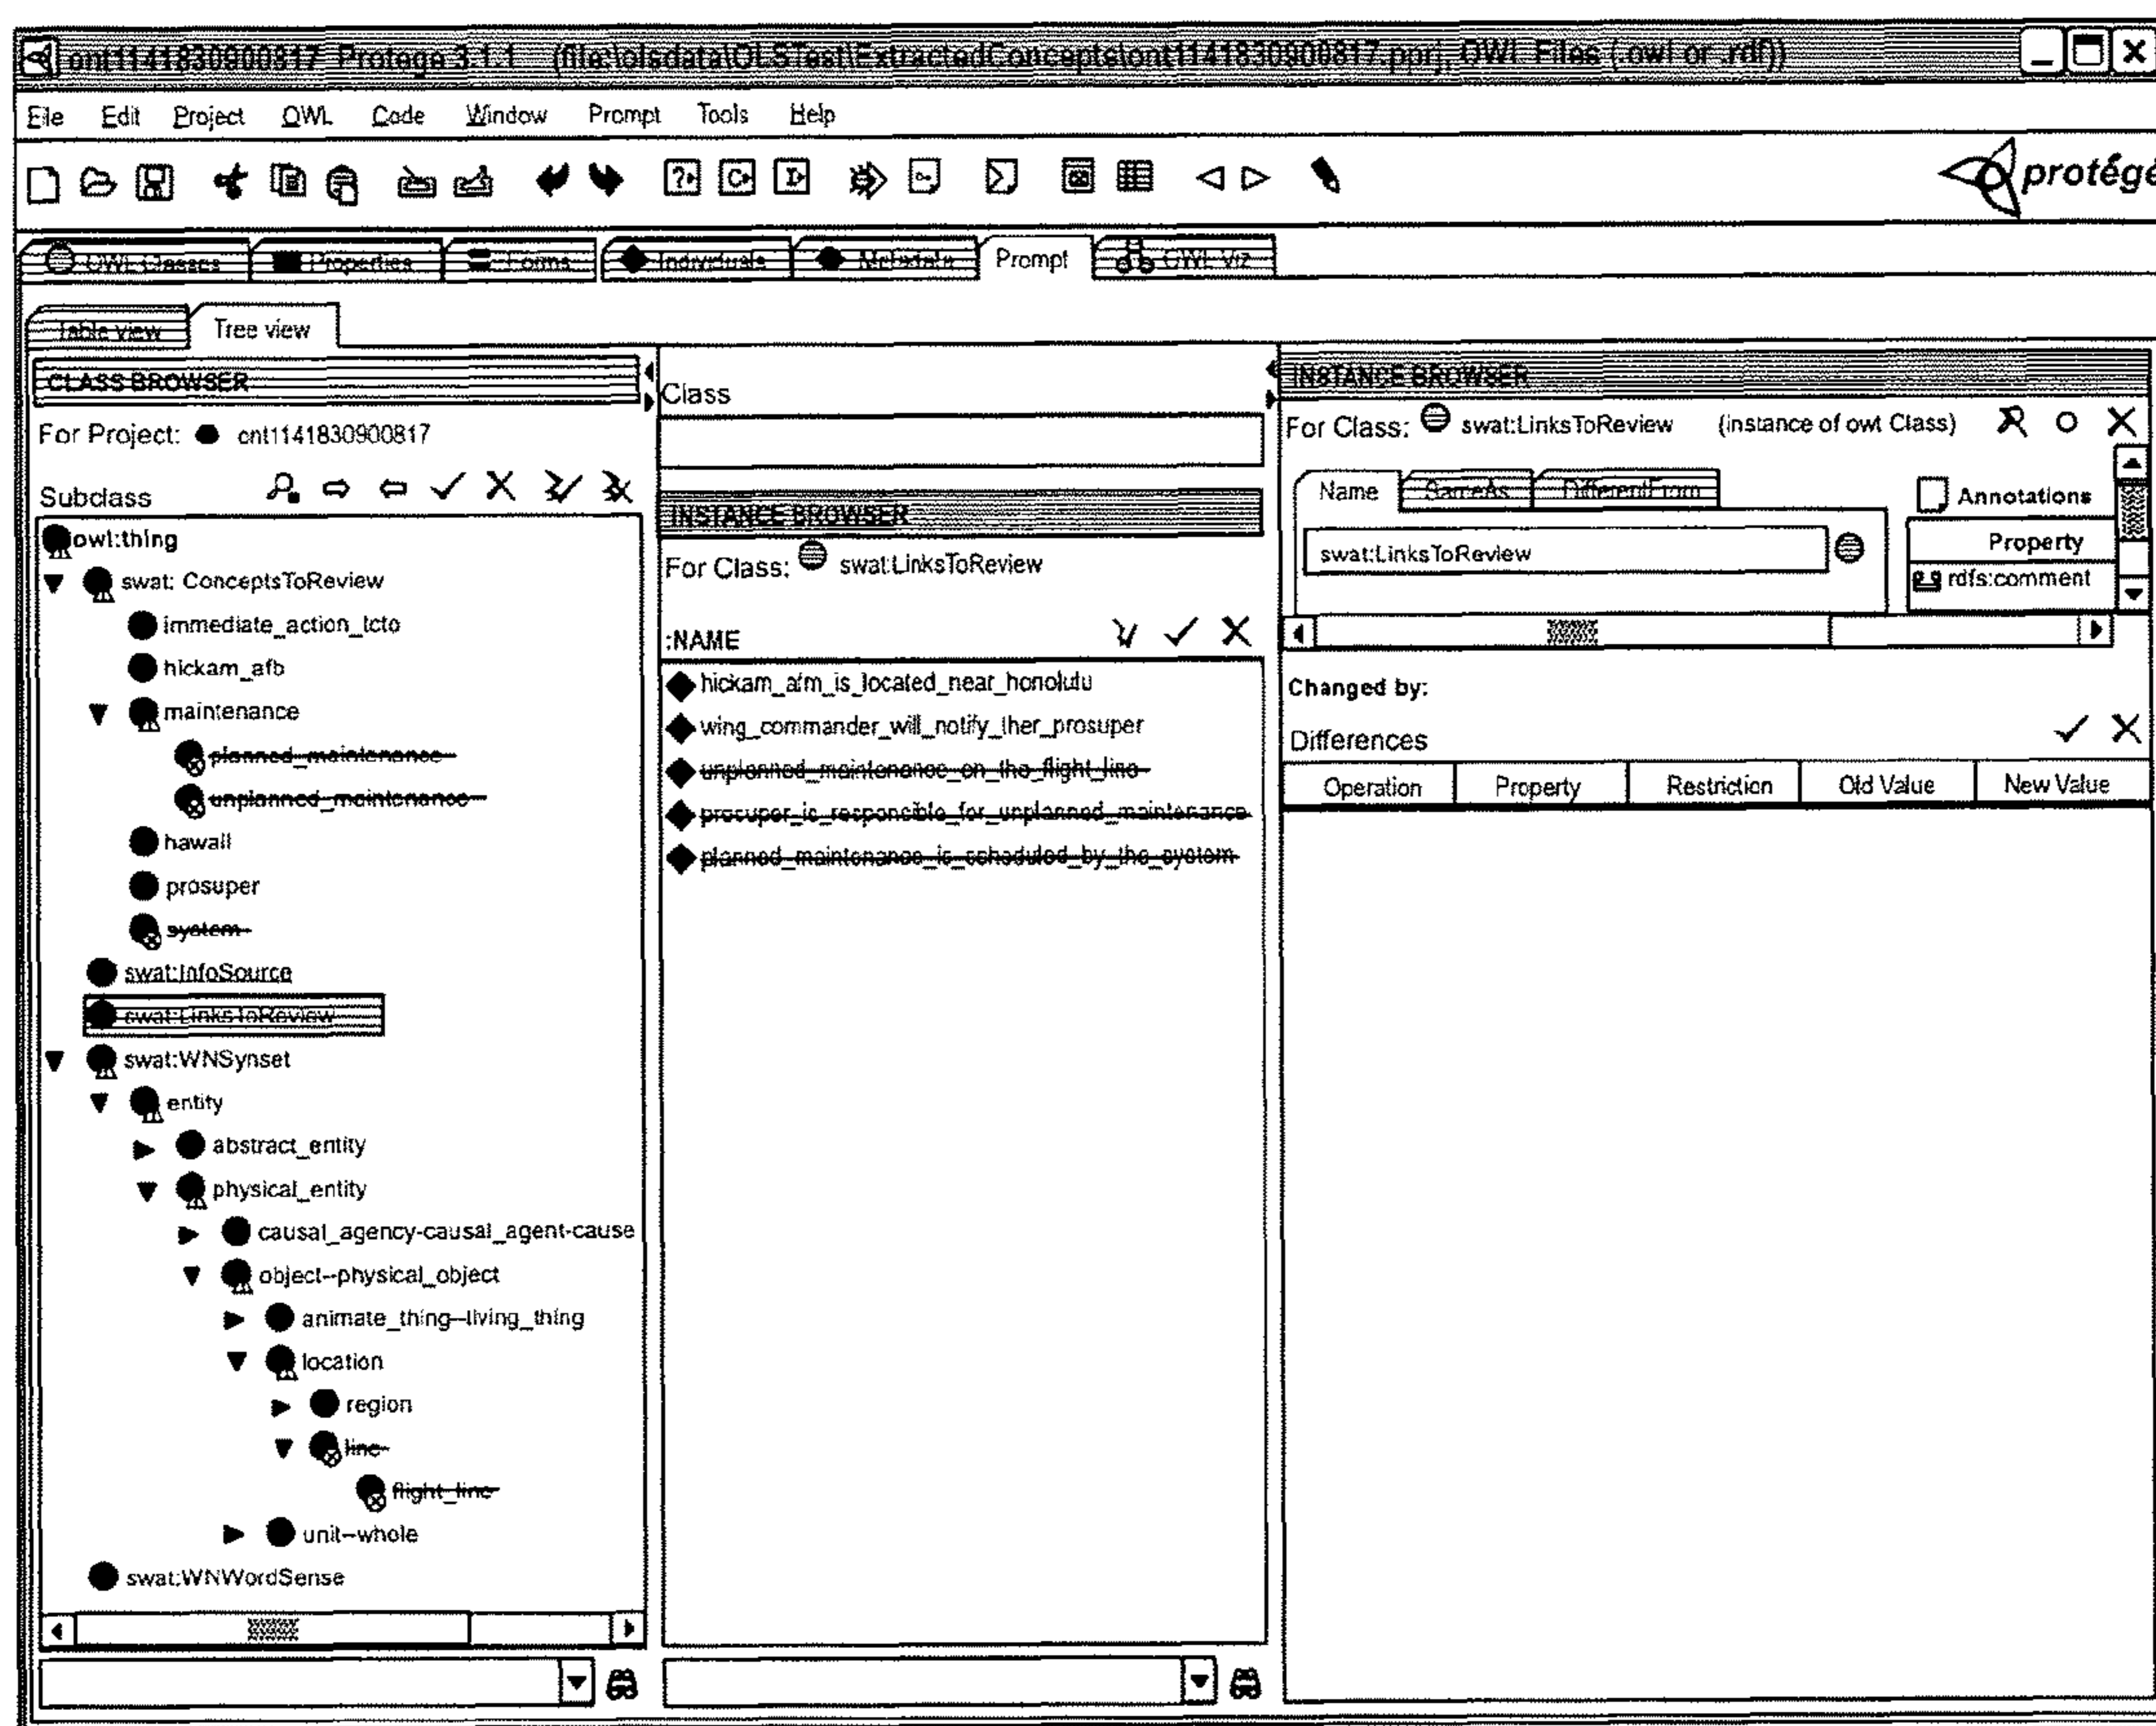 ont1141830900817 Protege 3.1.1 (file:\olsdata\OLSTest\ExtractedConcepts\ont1141830900817.pprj, OWL Files (.owl or .rdf))
File Edit Project OWL Code Window Prompt Tools Help
protégé
OWL Classes Properties Forms Individuals Metadata Prompt OWL Viz
Table view Tree view
CLASS BROWSER
For Project: ont1141830900817
Subclass
owl:thing
swat: ConceptsToReview
immediate_action_tcto
hickam_afb
maintenance
planned_maintenance
unplanned_maintenance
hawaII
prosuper
system
swat:InfoSource
swat:LinksToReview
swat:WNSynset
entity
abstract_entity
physical_entity
causal_agency-causal_agent-cause
object--physical_object
animate_thing--living_thing
location
region
line
flight_line
unit--whole
swat:WNWordSense
Class
INSTANCE BROWSER
For Class: swat:LinksToReview
:NAME
hickam_afm_is_located_near_honolulu
wing_commander_will_notify_ther_prosuper
unplanned_maintenance_on_the_flight_line
prosuper_is_responsible_for_unplanned_maintenance
planned_maintenance_is_scheduled_by_the_system
INSTANCE BROWSER
For Class: swat:LinksToReview (instance of owt Class)
Name SameAs DifferentFrom
Annotations
swat:LinksToReview
Property
rdfs:comment
Changed by:
Differences
Operation Property Restriction Old Value New Value